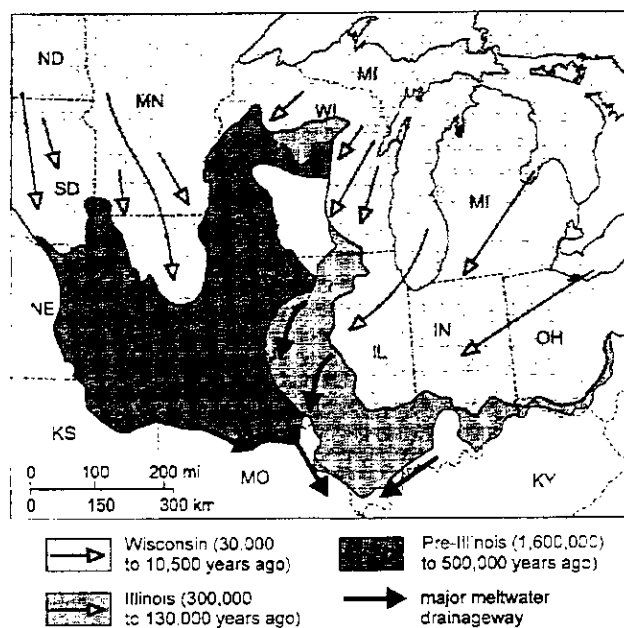 ND
MN
MI
WI
SD
MI
NE
IL
IN
OH
KS
MO
KY
0 100 200 mi
0 150 300 km
Wisconsin (30,000
to 10,500 years ago)
Pre-Illinois (1,600,000)
to 500,000 years ago)
Illinois (300,000
to 130,000 years ago)
major meltwater
drainageway